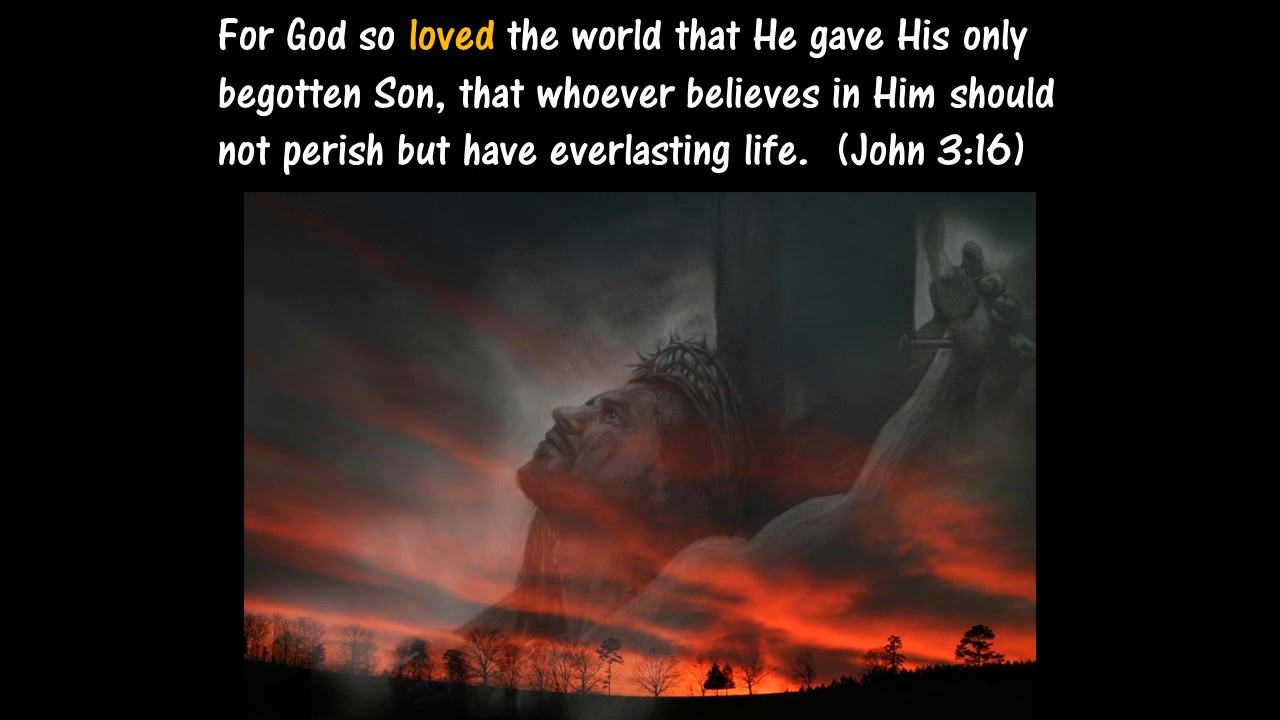 For God so loved the world that He gave His only
begotten Son, that whoever believes in Him should
not perish but have everlasting life.  (John 3:16)